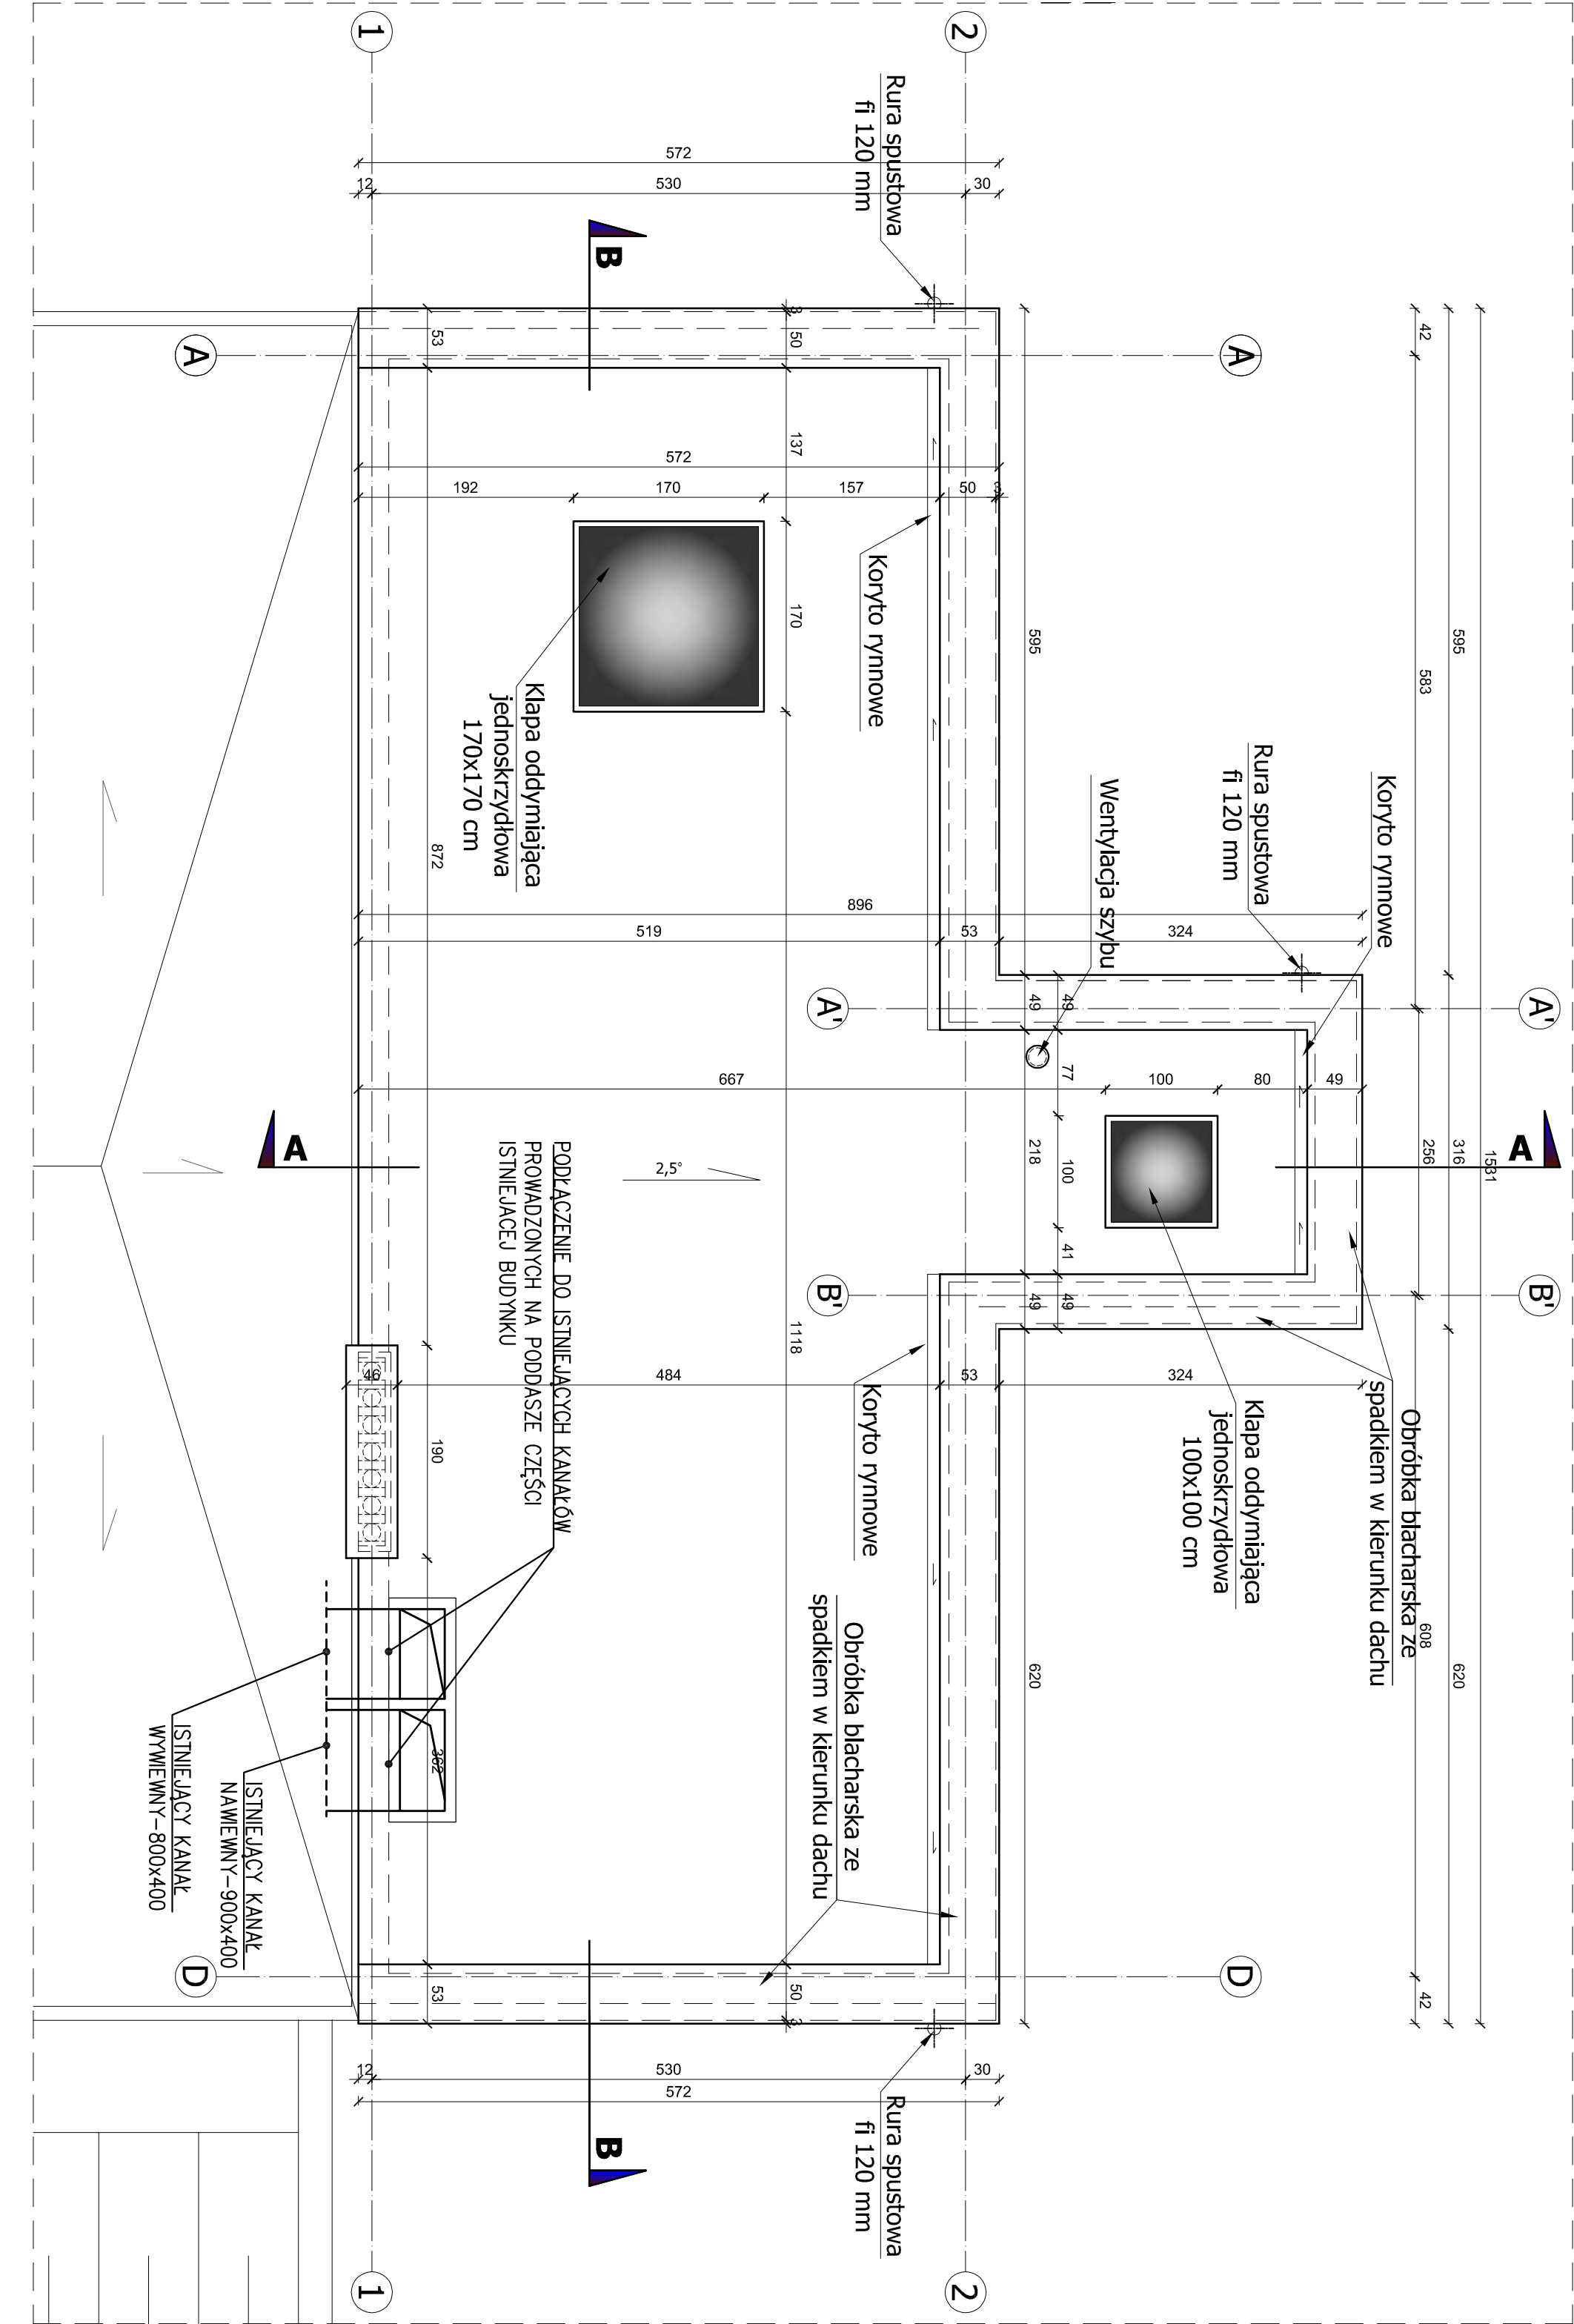 1
2
Rura spustowa
fi 120 mm
572
12
530
30
B
A
A
42
53
3
50
137
572
192
170
157
50
3
170
Koryto rynnowe
Klapa oddymiająca
jednoskrzydłowa
170x170 cm
595
595
583
872
Rura spustowa
fi 120 mm
Koryto rynnowe
Wentylacja szybu
896
519
53
324
A'
A'
49
49
77
667
100
80
49
A
A
218
100
256
316
1531
2,5°
41
B'
B'
49
49
1118
PODŁĄCZENIE DO ISTNIEJĄCYCH KANAŁÓW
PROWADZONYCH NA PODDASZE CZĘŚCI
ISTNIEJACEJ BUDYNKU
46
484
53
324
190
Koryto rynnowe
Klapa oddymiająca
jednoskrzydłowa
100x100 cm
Obróbka blacharska ze
spadkiem w kierunku dachu
608
620
620
Obróbka blacharska ze
spadkiem w kierunku dachu
362
ISTNIEJĄCY KANAŁ
WYWIEWNY-800x400
ISTNIEJĄCY KANAŁ
NAWIEWNY-900x400
D
D
53
50
3
42
12
530
30
572
B
Rura spustowa
fi 120 mm
1
2